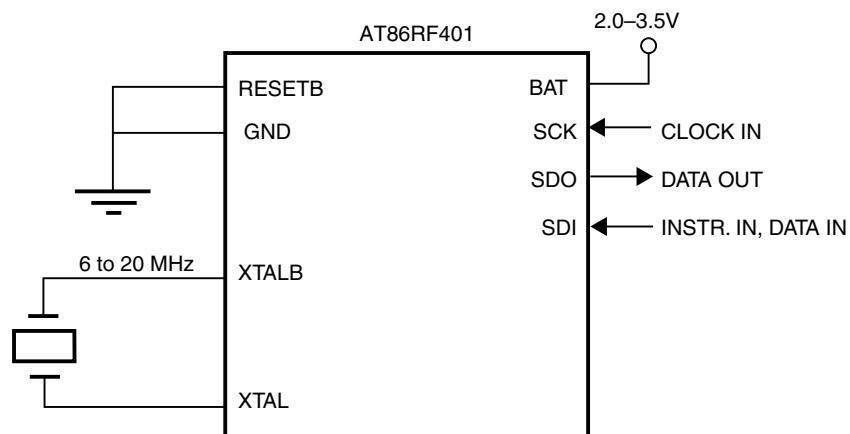 AT86RF401
2.0–3.5V
RESETB
BAT
GND
SCK
CLOCK IN
SDO
DATA OUT
SDI
INSTR. IN, DATA IN
6 to 20 MHz
XTALB
XTAL